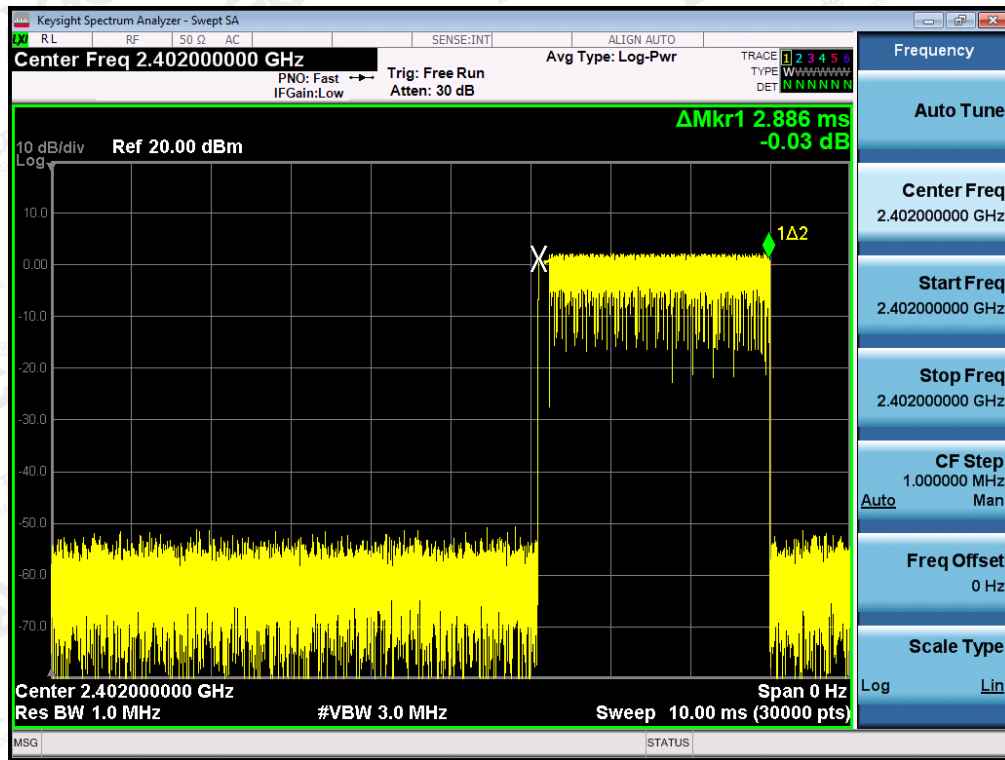 Keysight Spectrum Analyzer - Swept SA
LXI RL RF 50 Ω AC SENSE:INT ALIGN AUTO
Center Freq 2.402000000 GHz
PNO: Fast
IFGain:Low
Trig: Free Run
Atten: 30 dB
Avg Type: Log-Pwr
TRACE 1 2 3 4 5 6
TYPE WWWWWW
DET N N N N N N
ΔMkr1 2.886 ms
-0.03 dB
10 dB/div Ref 20.00 dBm
Log
10.0
0.00
-10.0
-20.0
-30.0
-40.0
-50.0
-60.0
-70.0
X
1Δ2
Center 2.402000000 GHz Span 0 Hz
Res BW 1.0 MHz #VBW 3.0 MHz Sweep 10.00 ms (30000 pts)
MSG STATUS
Frequency
Auto Tune
Center Freq
2.402000000 GHz
Start Freq
2.402000000 GHz
Stop Freq
2.402000000 GHz
CF Step
1.000000 MHz
Auto Man
Freq Offset
0 Hz
Scale Type
Log Lin